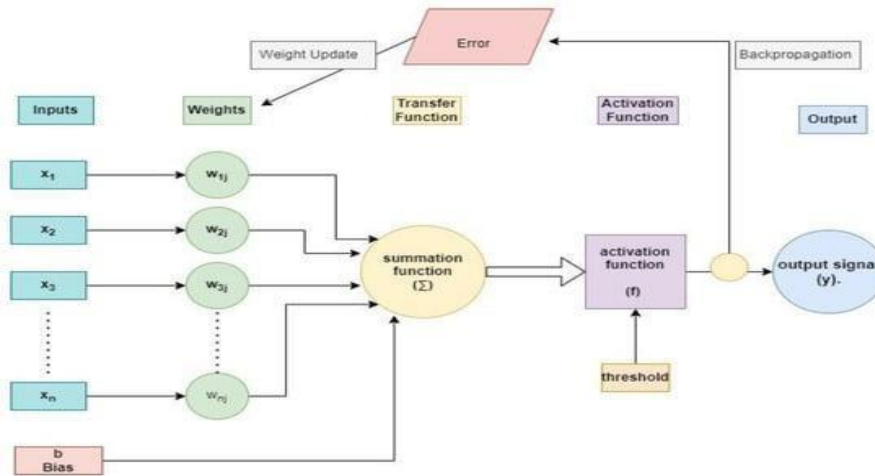 Error
Weight Update
Backpropagation
Inputs
Weights
Transfer
Function
Activation
Function
Output
x₁
w₁ⱼ
x₂
w₂ⱼ
x₃
w₃ⱼ
summation
function
(∑)
activation
function
(f)
output signal
(y).
threshold
xₙ
wₙⱼ
b
Bias